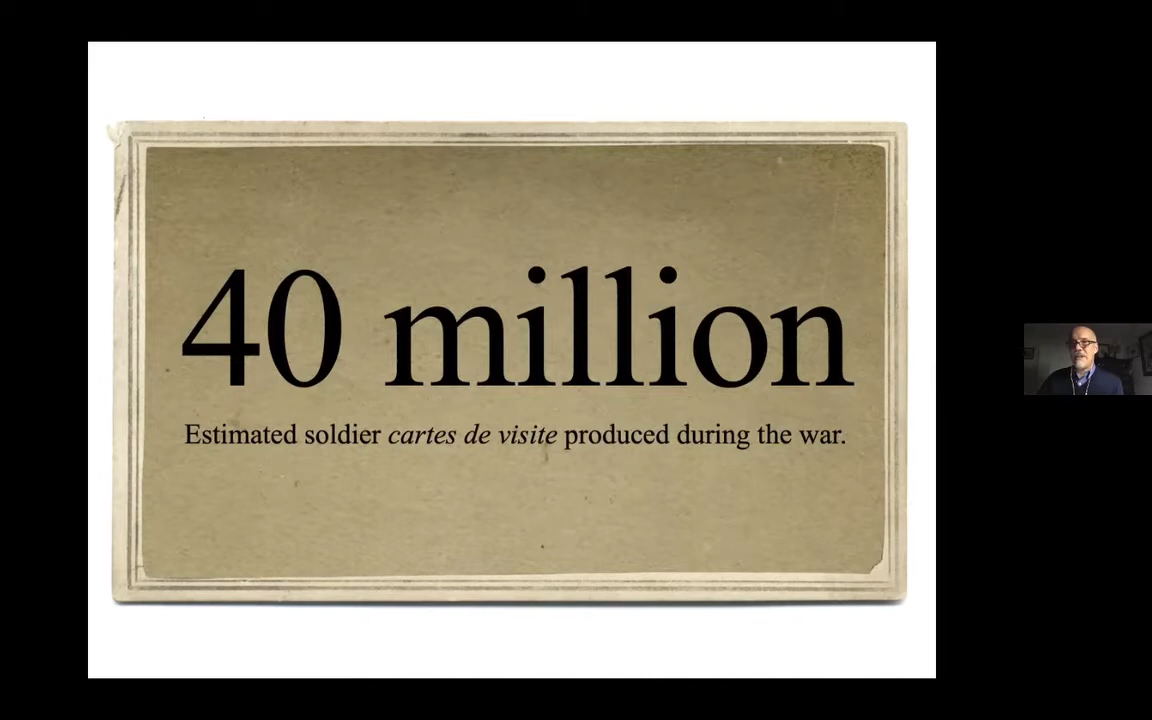 40 million
Estimated soldier cartes de visite produced during the war.